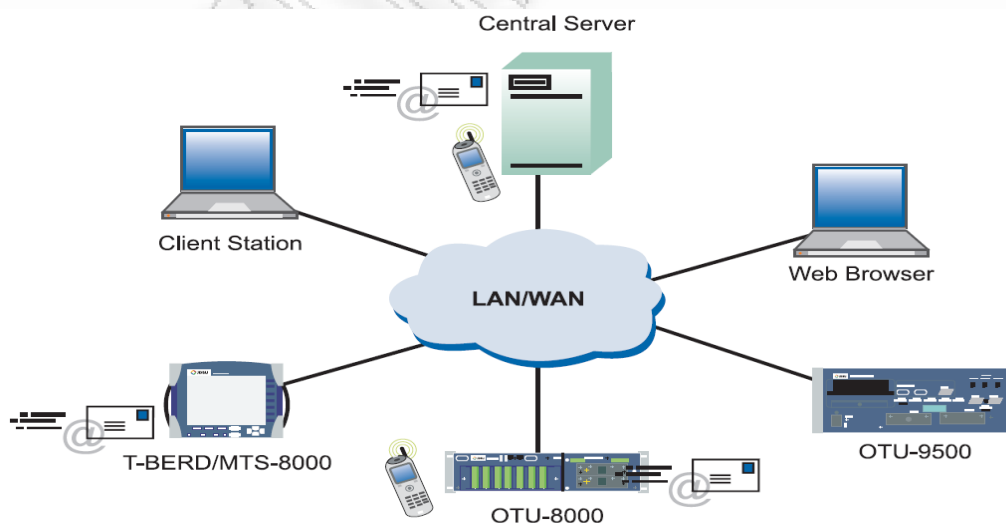 Central Server
@
Client Station
Web Browser
LAN/WAN
@
T-BERD/MTS-8000
OTU-9500
@
OTU-8000